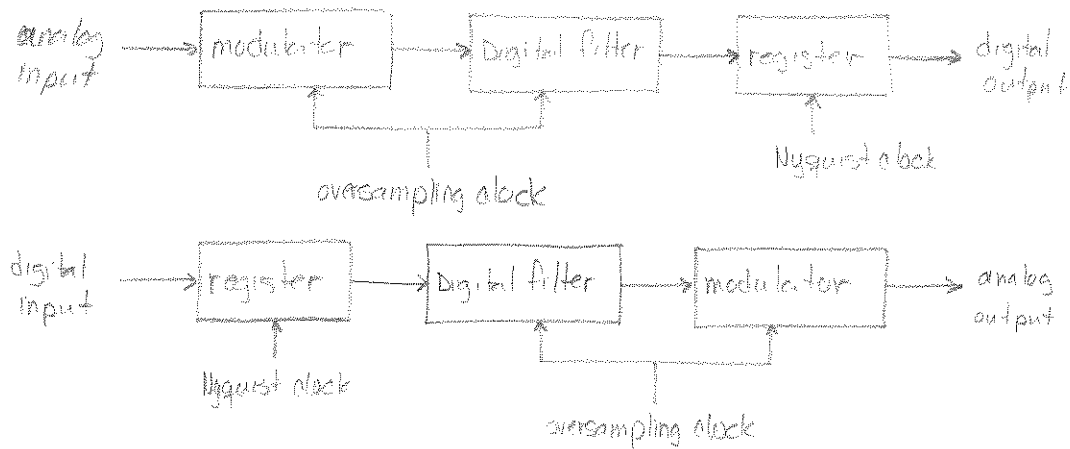 analog
input
modulator
Digital filter
register
digital
output
oversampling clock
Nyquist clock
digital
input
register
Digital filter
modulator
analog
output
Nyquist clock
oversampling clock